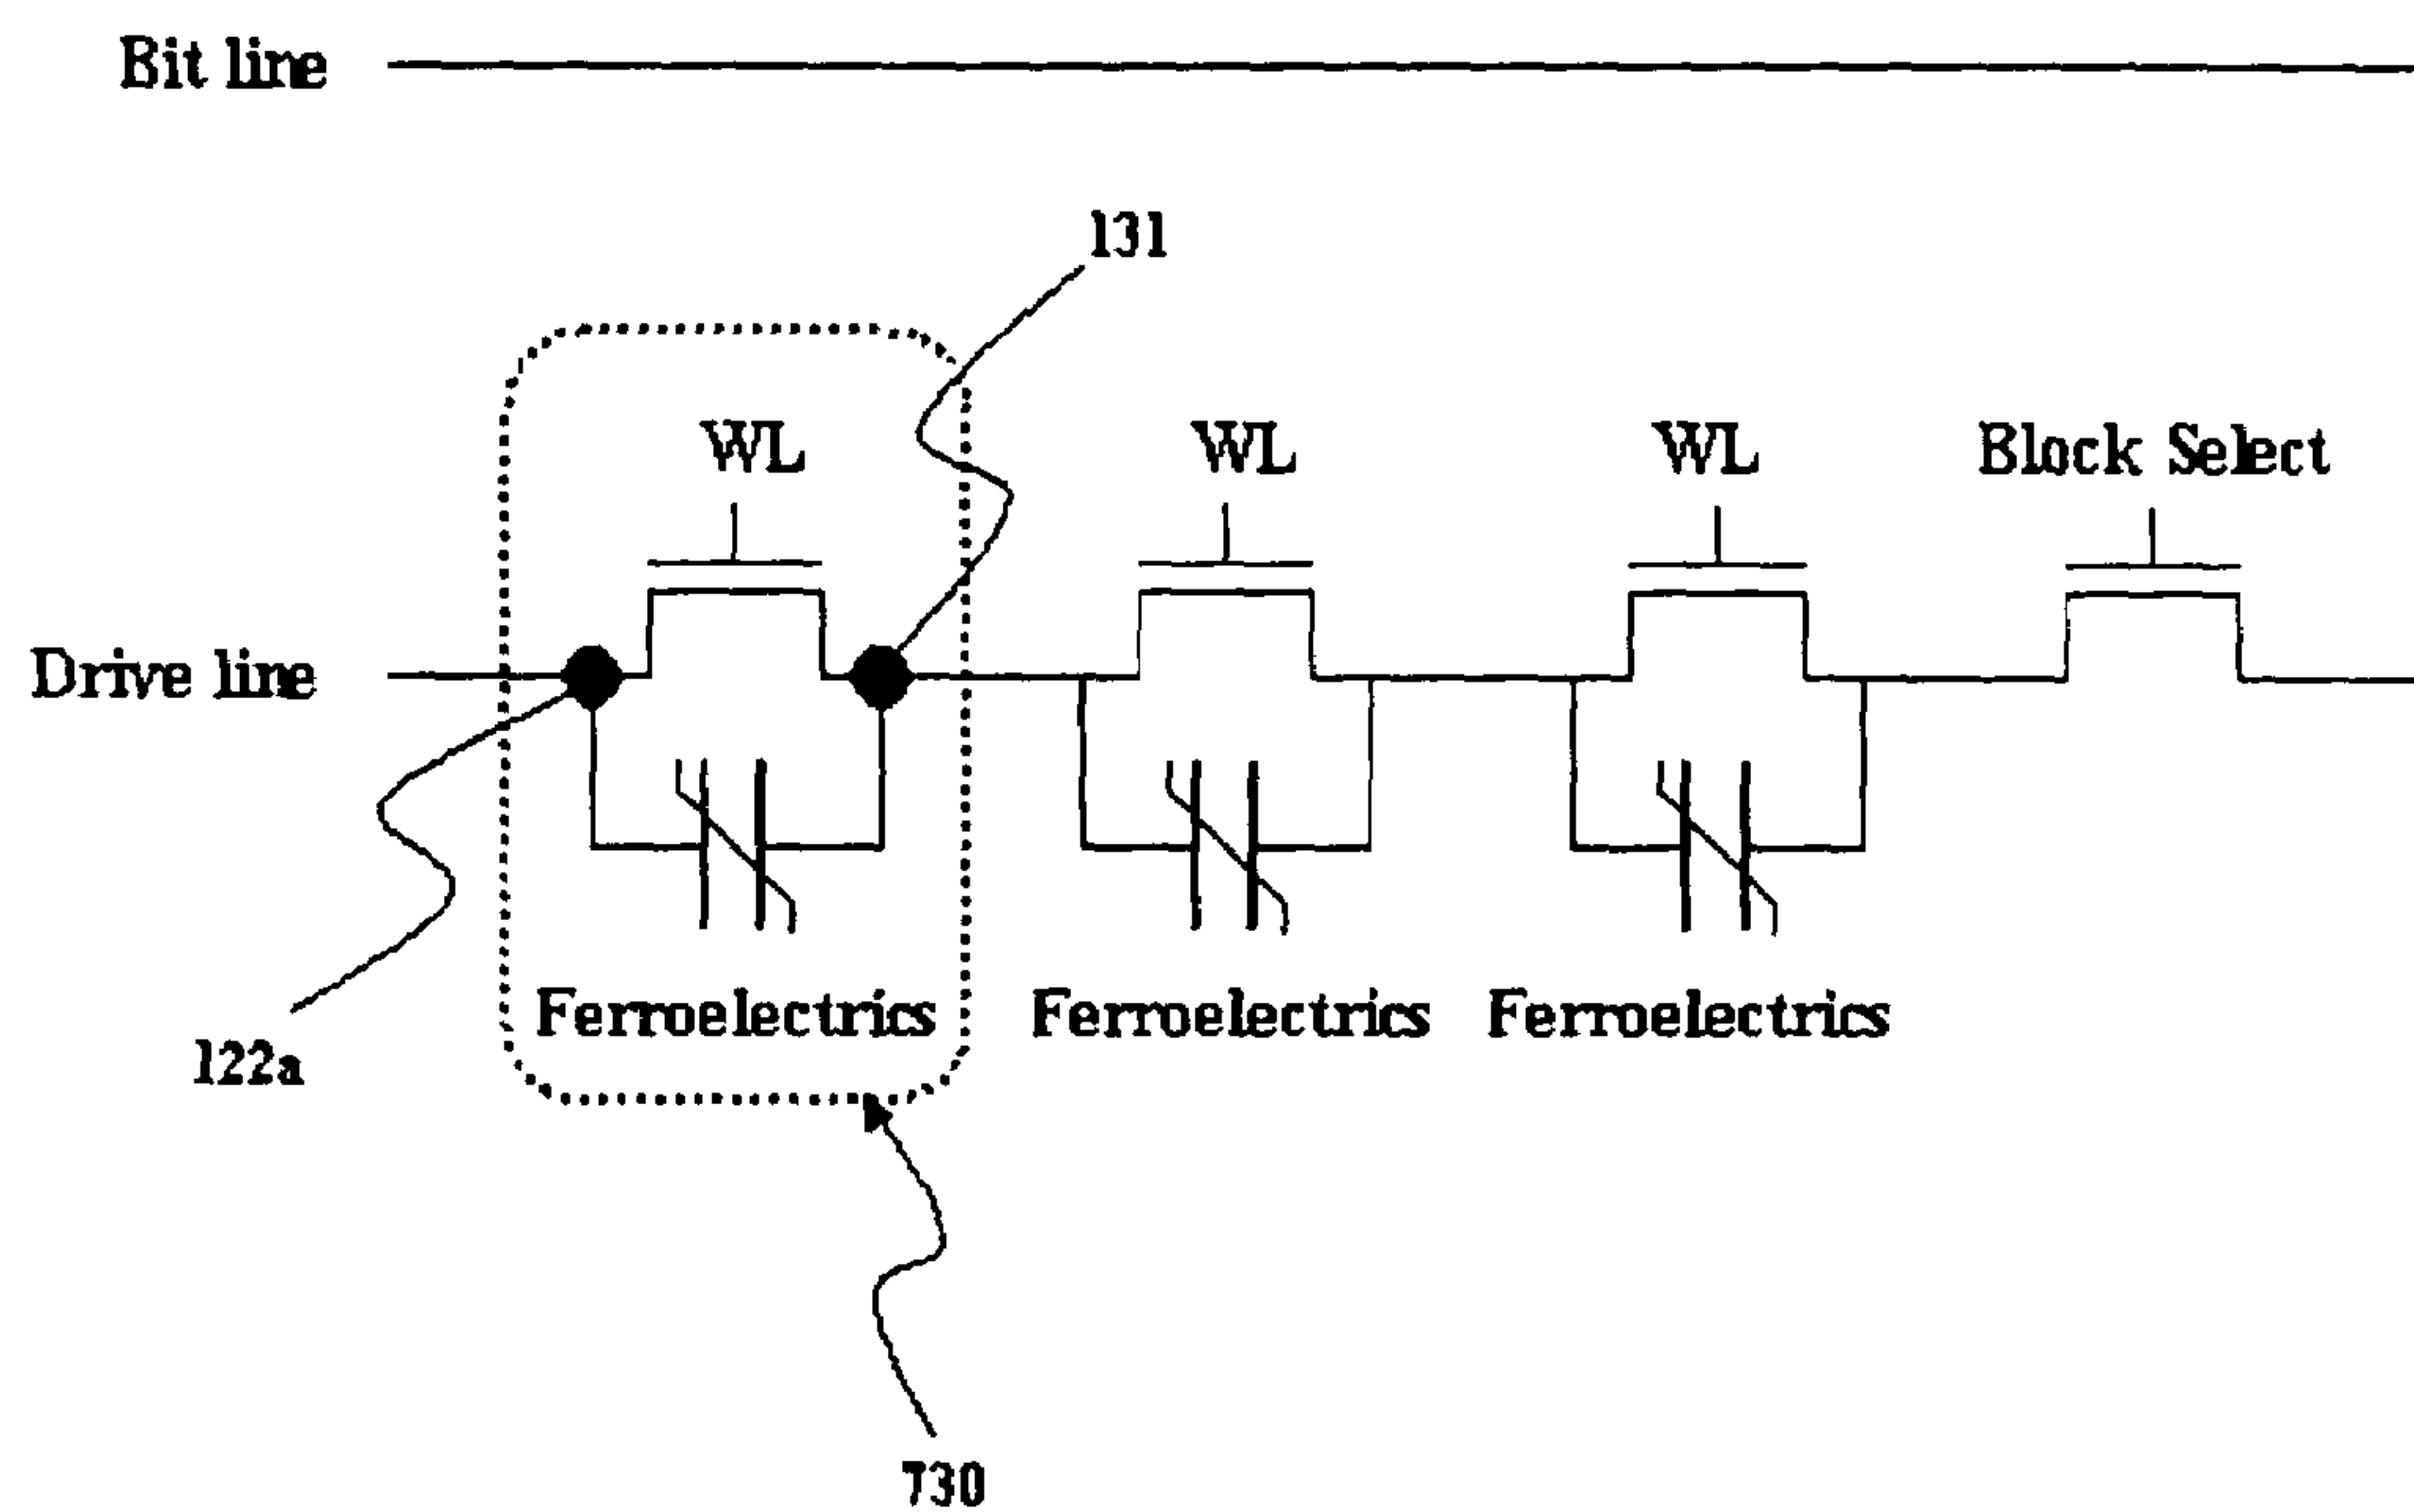 Bit line
131
WL
WL
WL
Block Select
Drive line
Ferroelectrics
Ferroelectrics
Ferroelectrics
122a
730